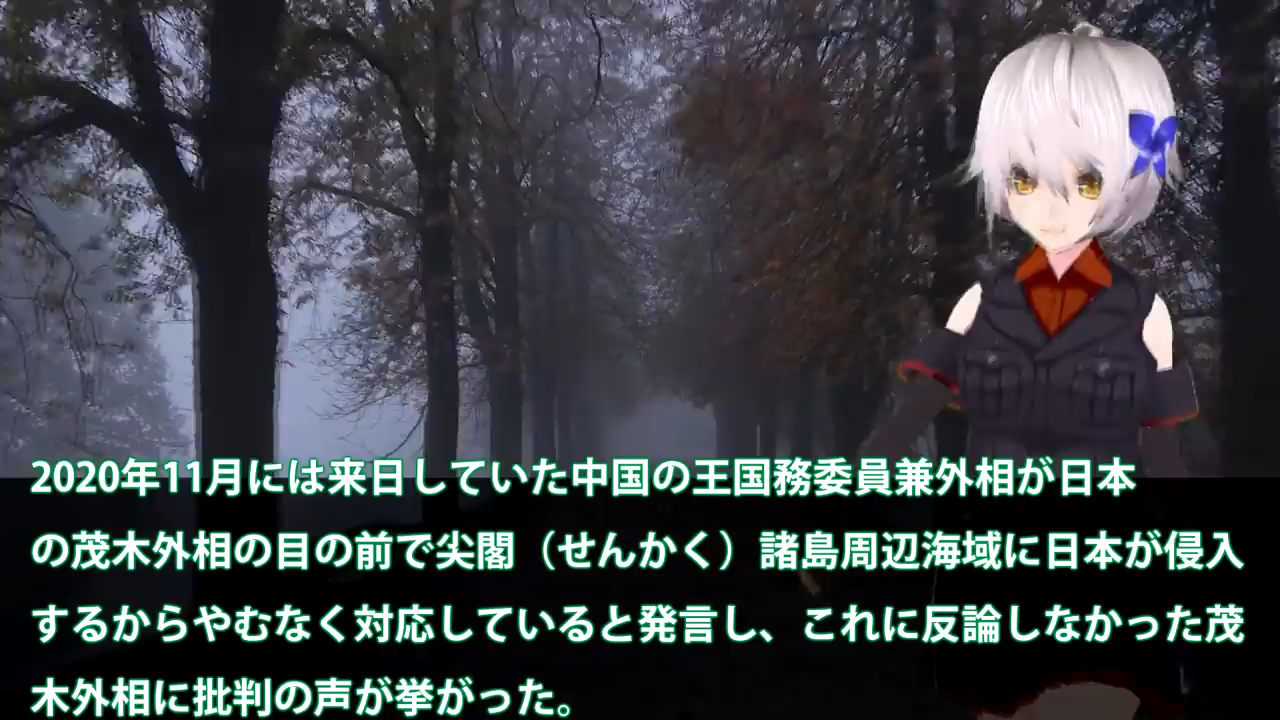 2020年11月には来日していた中国の王国務委員兼外相が日本
の茂木外相の目の前で尖閣（せんかく）諸島周辺海域に日本が侵入
するからやむなく対応していると発言し、これに反論しなかった茂
木外相に批判の声が挙がった。